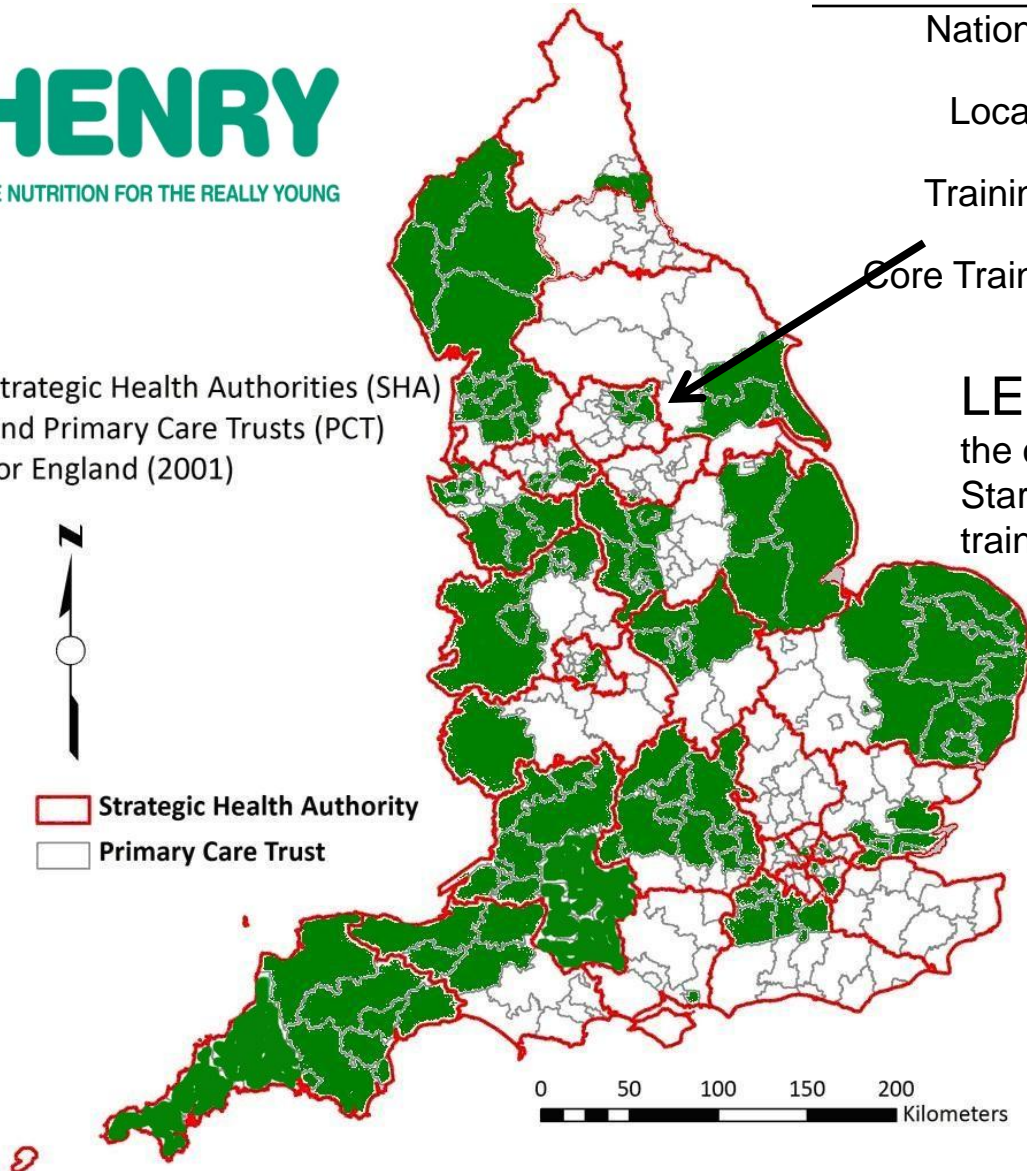 HENRY
E NUTRITION FOR THE REALLY YOUNG
Nation
Loca
Trainin
Core Train
trategic Health Authorities (SHA)
nd Primary Care Trusts (PCT)
or England (2001)
LE
the e
Star
train
Z
Strategic Health Authority
Primary Care Trust
0 50 100 150 200
Kilometers